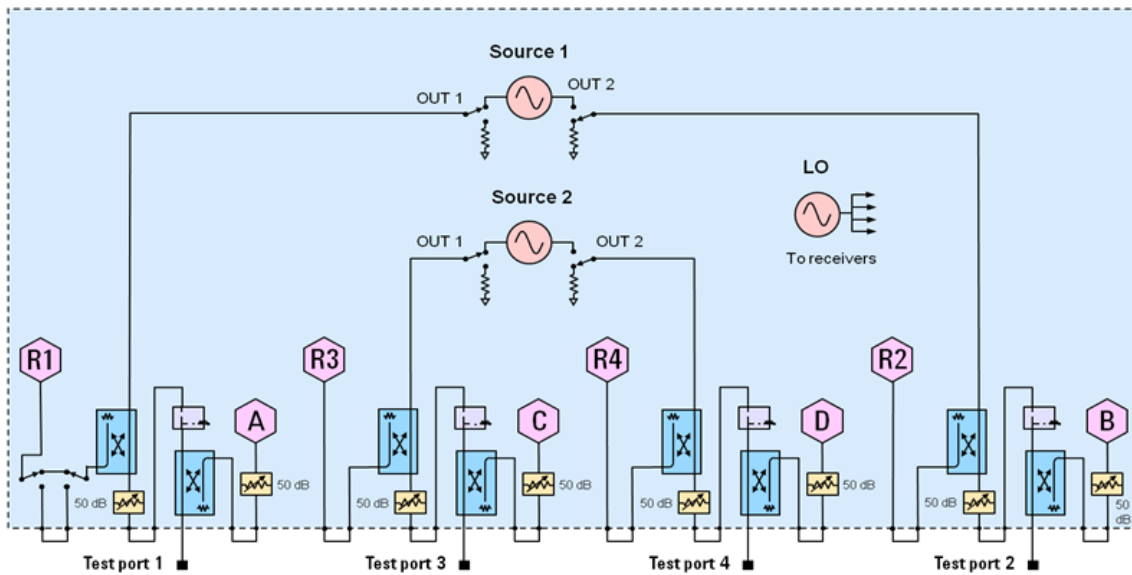 Source 1
OUT 1
OUT 2
Source 2
OUT 1
OUT 2
LO
To receivers
R1
R3
R4
R2
A
C
D
B
50 dB
50 dB
50 dB
50 dB
50 dB
50 dB
50 dB
50
dB
Test port 1
Test port 3
Test port 4
Test port 2